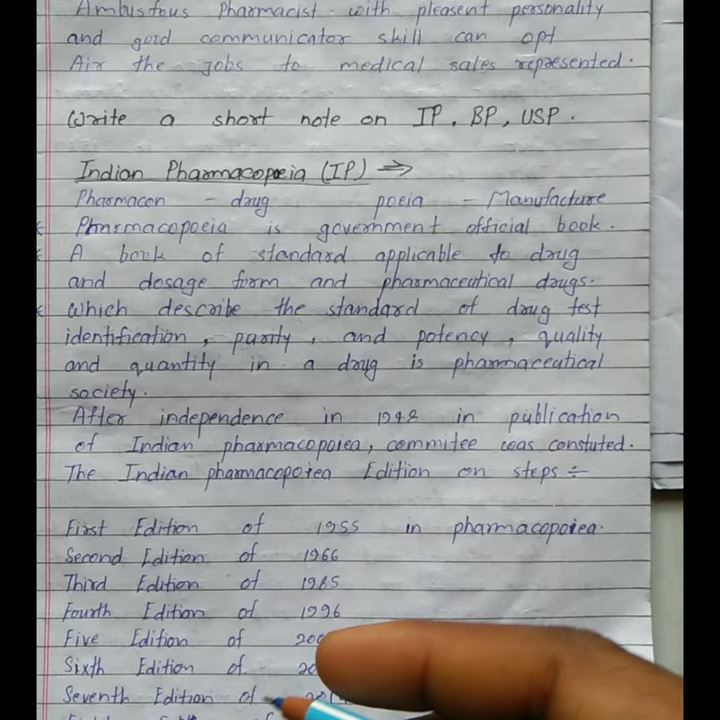 Ambustous Pharmacist with pleasent personality
and good communicator skill can opt
Air the jobs to medical sales represented.
Write a short note on IP, BP, USP.
Indian Pharmacopoeia (IP) ⇒
Pharmacon - drug poeia - Manufacture
Pharmacopoeia is government official book.
A book of standard applicable to drug
and dosage form and pharmaceutical drugs.
Which describe the standard of drug test
identification, parity, and potency, quality
and quantity in a drug is pharmaceutical
society.
After independence in 1948 in publication
of Indian pharmacopoiea, commitee was constuted.
The Indian pharmacopoiea Edition on steps ÷
First Edition of 1955 in pharmacopoiea.
Second Edition of 1966
Third Edition of 1985
Fourth Edition of 1996
Five Edition of
Sixth Edition of
Seventh Edition of